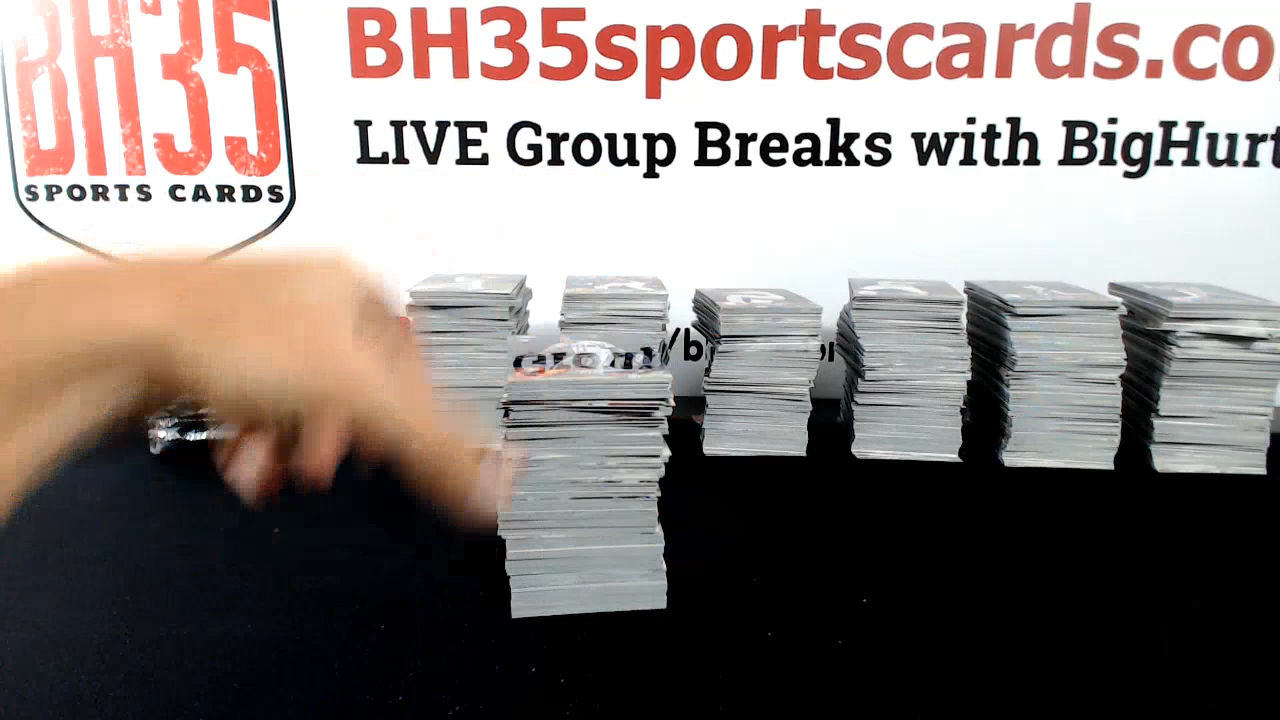 BH35
SPORTS CARDS
BH35sportscards.co
LIVE Group Breaks with BigHurt
/b